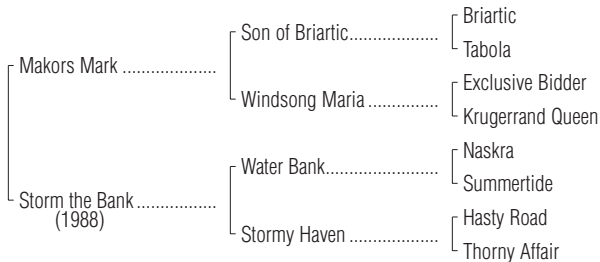 Briartic
Son of Briartic....................
Tabola
Makors Mark .....................
Exclusive Bidder
Windsong Maria ................
Krugerrand Queen
Naskra
Water Bank.........................
Summertide
Storm the Bank ..................
(1988)
Hasty Road
Stormy Haven .....................
Thorny Affair